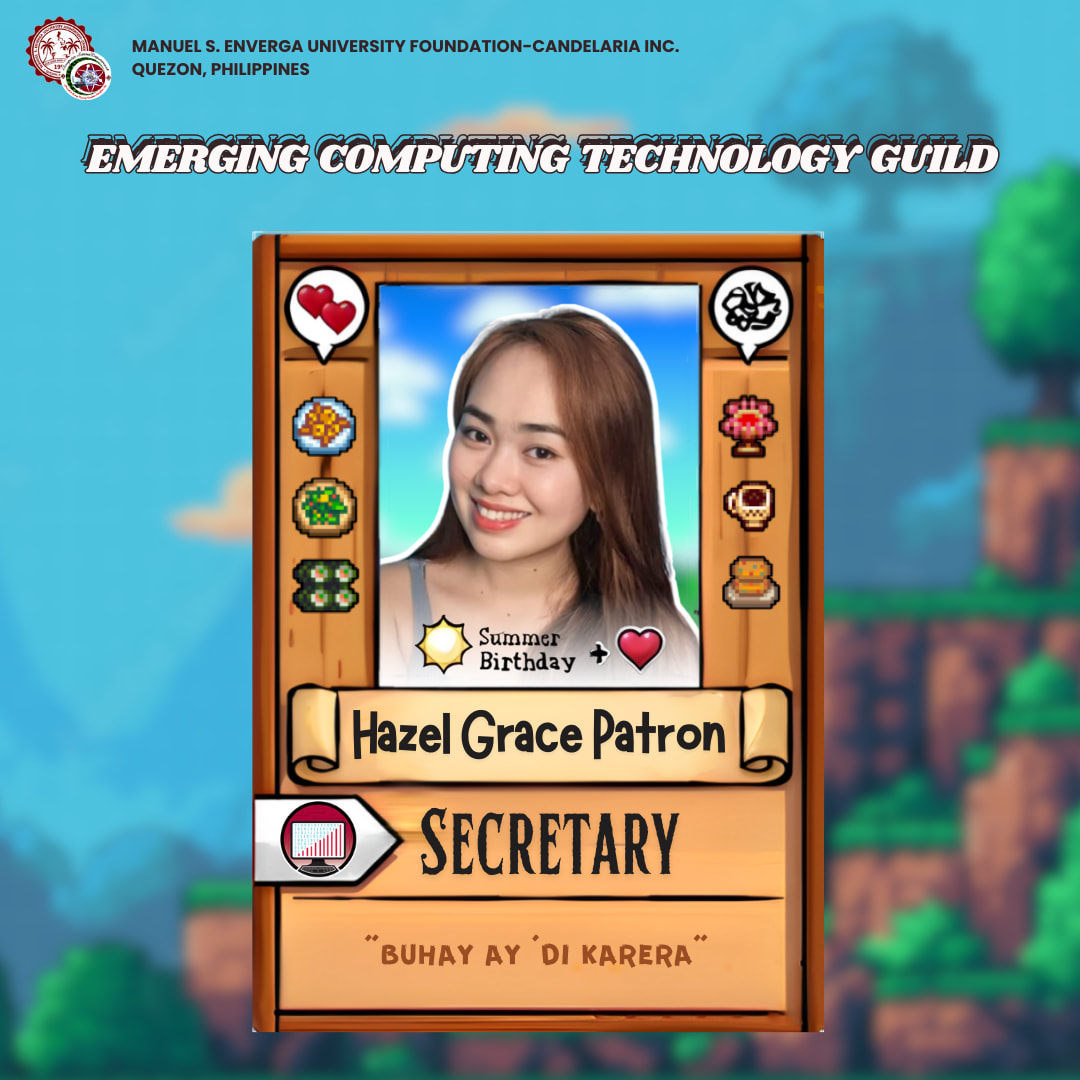 MANUEL S. ENVERGA UNIVERSITY FOUNDATION-CANDELARIA INC.
QUEZON, PHILIPPINES
EMERGING COMPUTING TECHNOLOGY GUILD
Summer
Birthday +
Hazel Grace Patron
SECRETARY
"BUHAY AY 'DI KARERA"